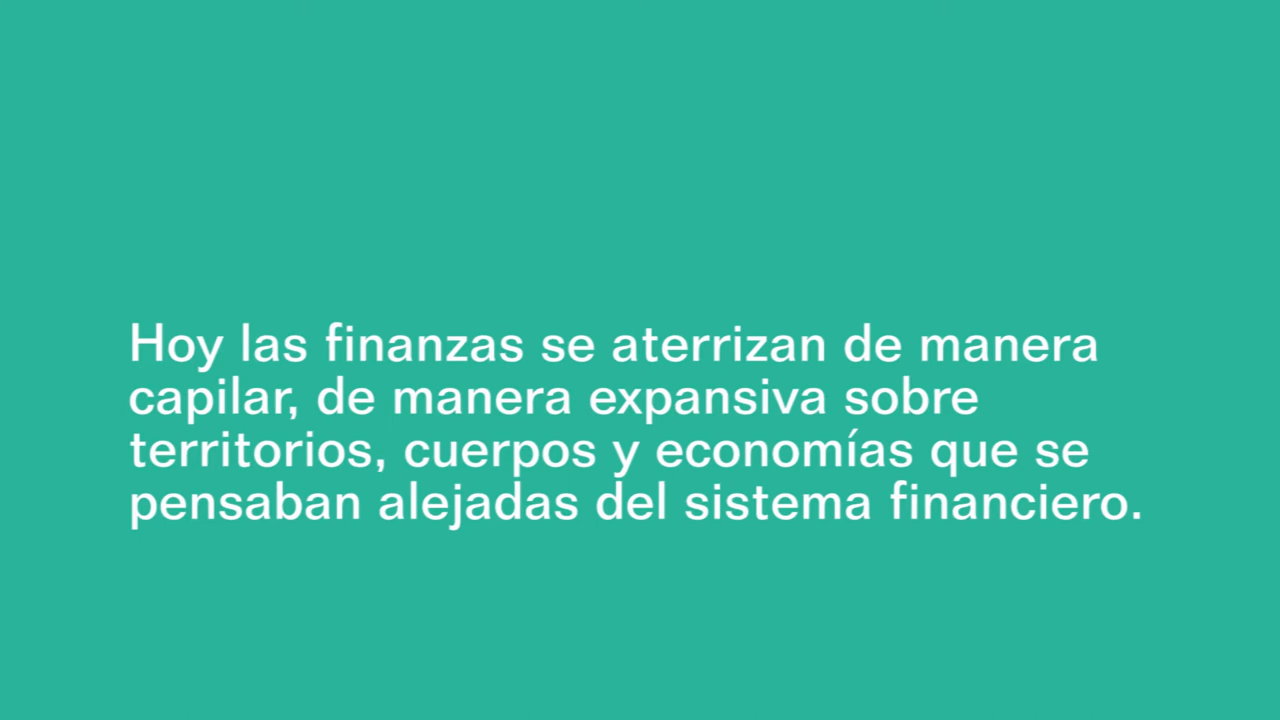 Hoy las finanzas se aterrizan de manera
capilar, de manera expansiva sobre
territorios, cuerpos y economías que se
pensaban alejadas del sistema financiero.